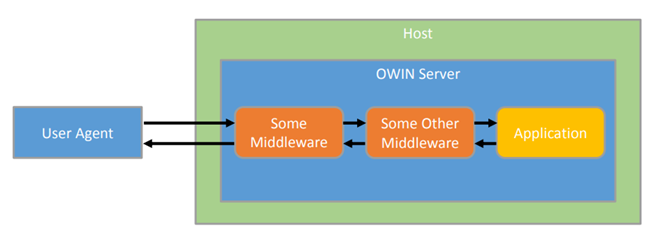 Host
OWIN Server
User Agent
Some
Middleware
Some Other
Middleware
Application